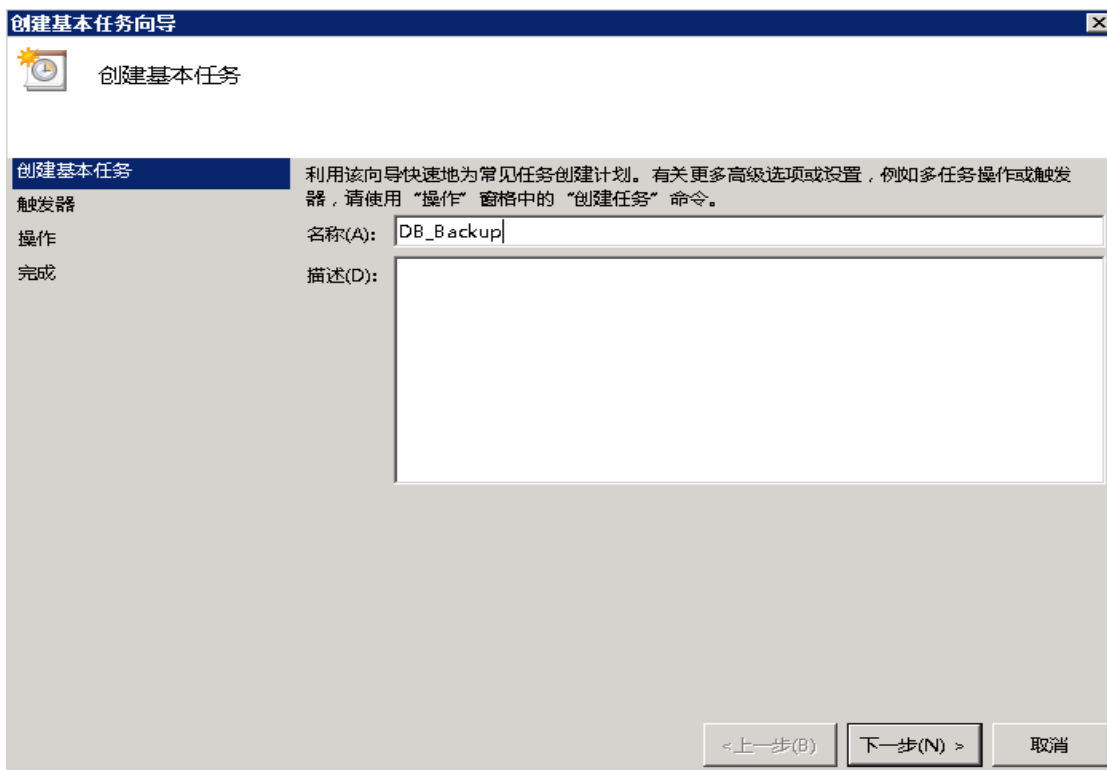 创建基本任务向导
创建基本任务
创建基本任务
触发器
操作
完成
利用该向导快速地为常见任务创建计划。有关更多高级选项或设置，例如多任务操作或触发
器，请使用 “操作” 窗格中的 “创建任务” 命令。
名称(A): DB_Backup
描述(D):
<上一步(B) 下一步(N) > 取消